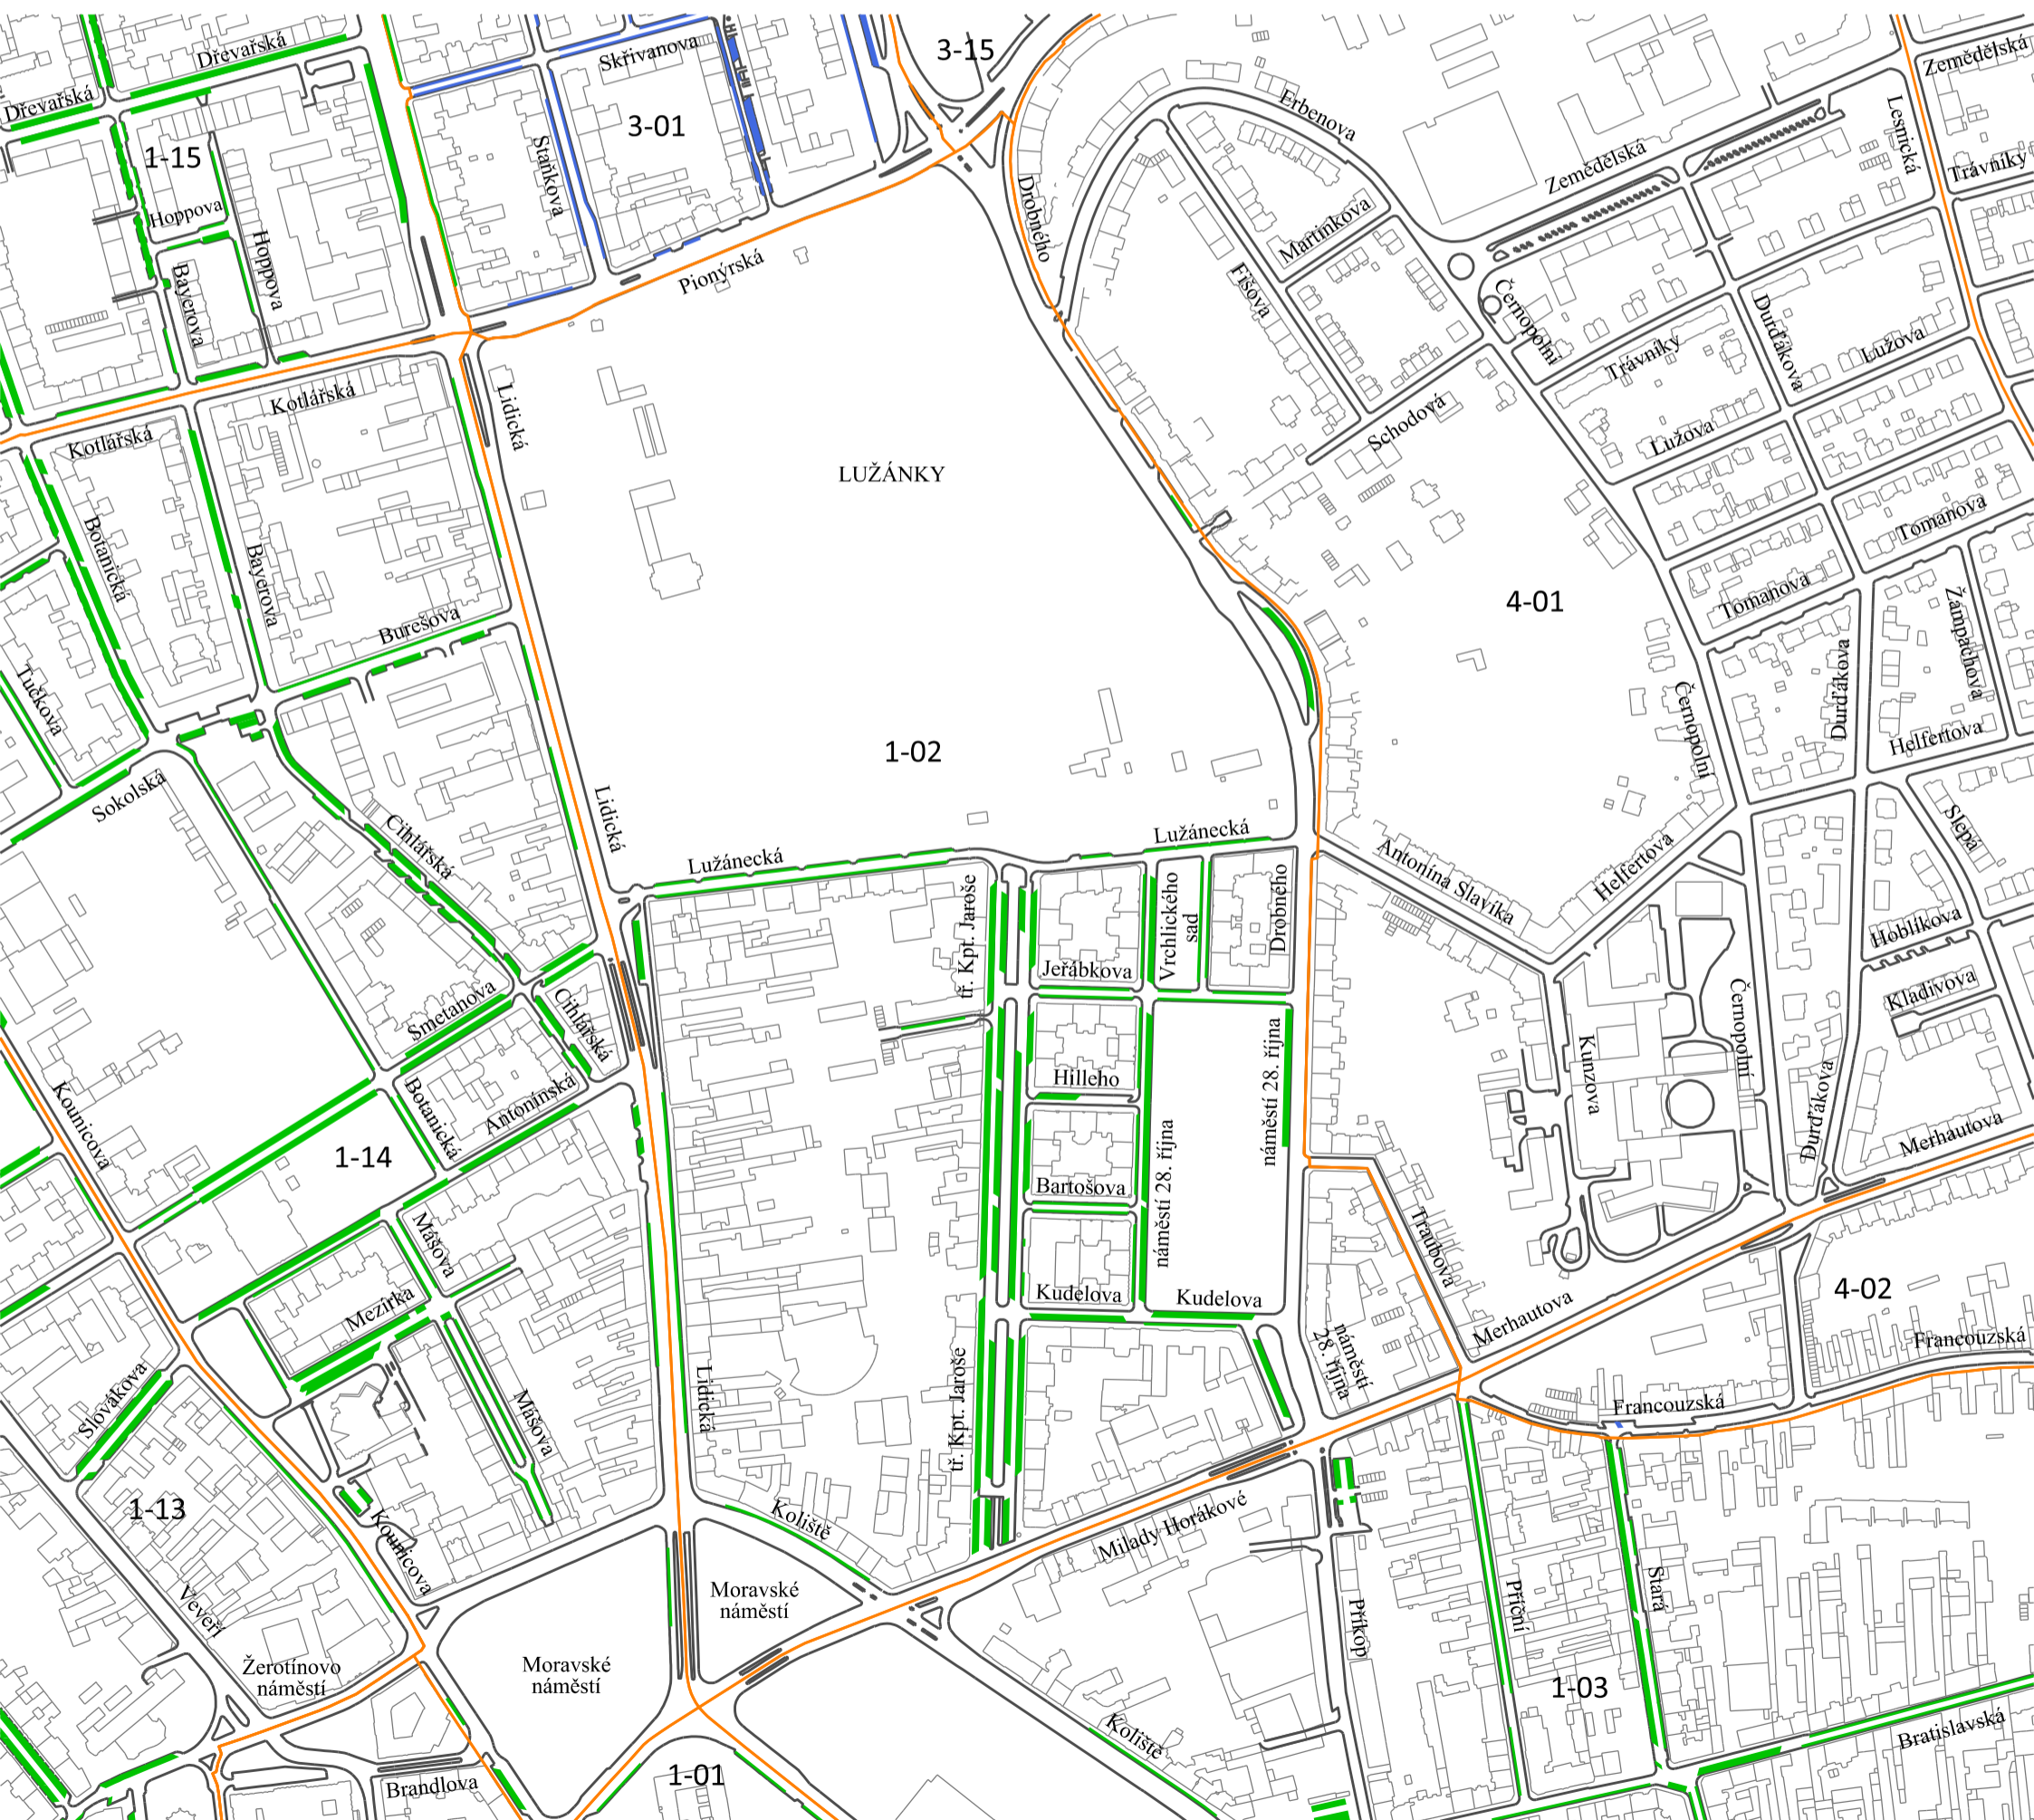 Dřevařská
Skřivanova
3-15
Zemědělská
Dřevařská
3-01
Erbenova
Lesnická
1-15
Staňkova
Zemědělská
Trávníky
Hoppova
Drobného
Martinkova
Hoppova
Bayerova
Pionýrská
Fišova
Černopolní
Durďákova
Trávníky
Lužova
Kotlářská
Lidická
Schodová
Kotlářská
Lužova
LUŽÁNKY
Botanická
Tomanova
Bayerova
Tomanova
4-01
Žampachova
Burešova
Tučkova
Durďákova
Černopolní
Helfertova
1-02
Sokolská
Lidická
Cihlářská
Lužánecká
Lužánecká
Slepá
Antonína Slavíka
Helfertova
tř. Kpt. Jaroše
Vrchlického
sad
Drobného
Hoblíkova
Jeřábkova
Kladivova
Smetanova
Cihlářská
Černopolní
Kunzova
náměstí 28. října
Hilleho
Kounicova
Botanická
Antonínská
1-14
Durďákova
Merhautova
náměstí 28. října
Bartošova
Mášova
Traubova
Mezírka
Kudelova
Kudelova
4-02
Merhautova
náměstí
28. října
Francouzská
Slovákova
Lidická
tř. Kpt. Jaroše
Mášova
Francouzská
1-13
Koliště
Milady Horákové
Kounicova
Veveří
Moravské
náměstí
Příkop
Příční
Stará
Žerotínovo
náměstí
Moravské
náměstí
1-03
Koliště
Bratislavská
Brandlova
1-01